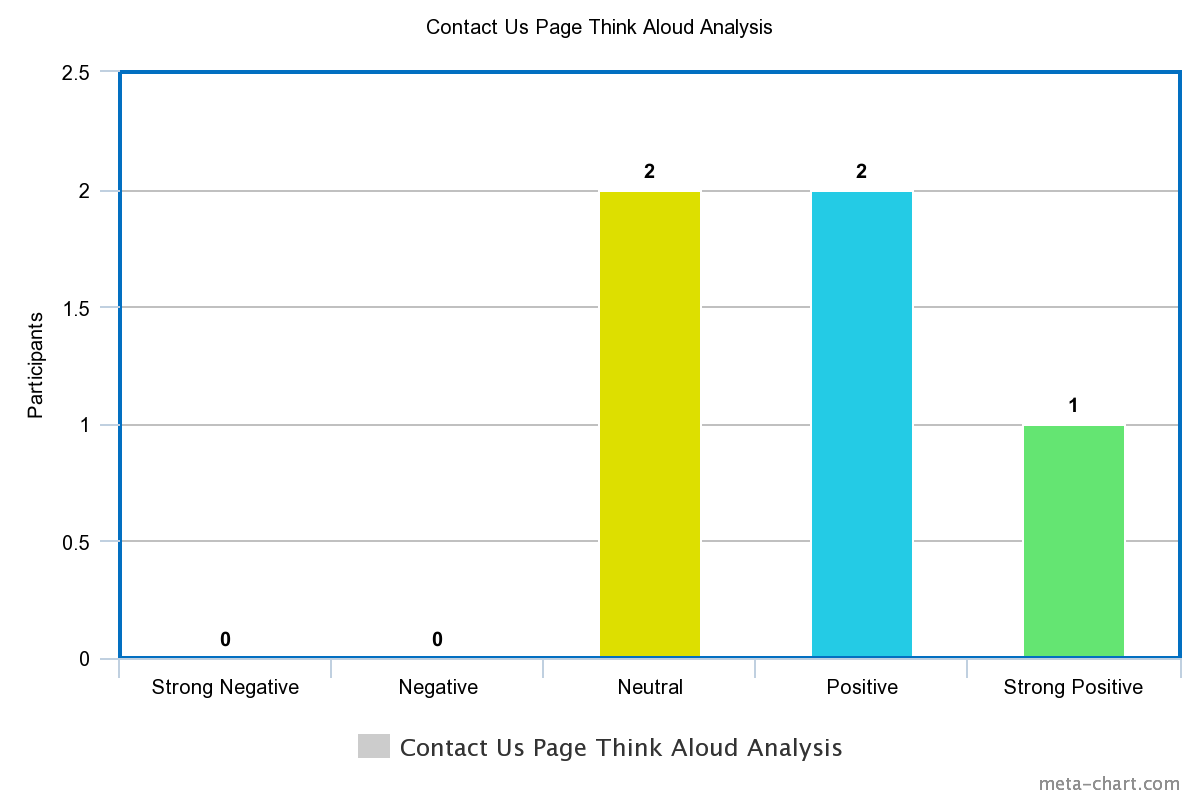 Contact Us Page Think Aloud Analysis
2.5
2
1.5
1
0.5
0
Participants
0
0
2
2
1
Strong Negative
Negative
Neutral
Positive
Strong Positive
Contact Us Page Think Aloud Analysis
meta-chart.com